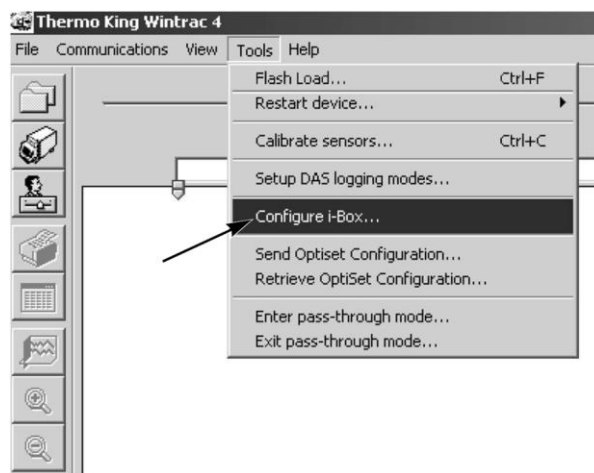 Thermo King Wintrac 4
File Communications View Tools Help
Flash Load... Ctrl+F
Restart device...
Calibrate sensors... Ctrl+C
Setup DAS logging modes...
Configure i-Box...
Send Optiset Configuration...
Retrieve OptiSet Configuration...
Enter pass-through mode...
Exit pass-through mode...